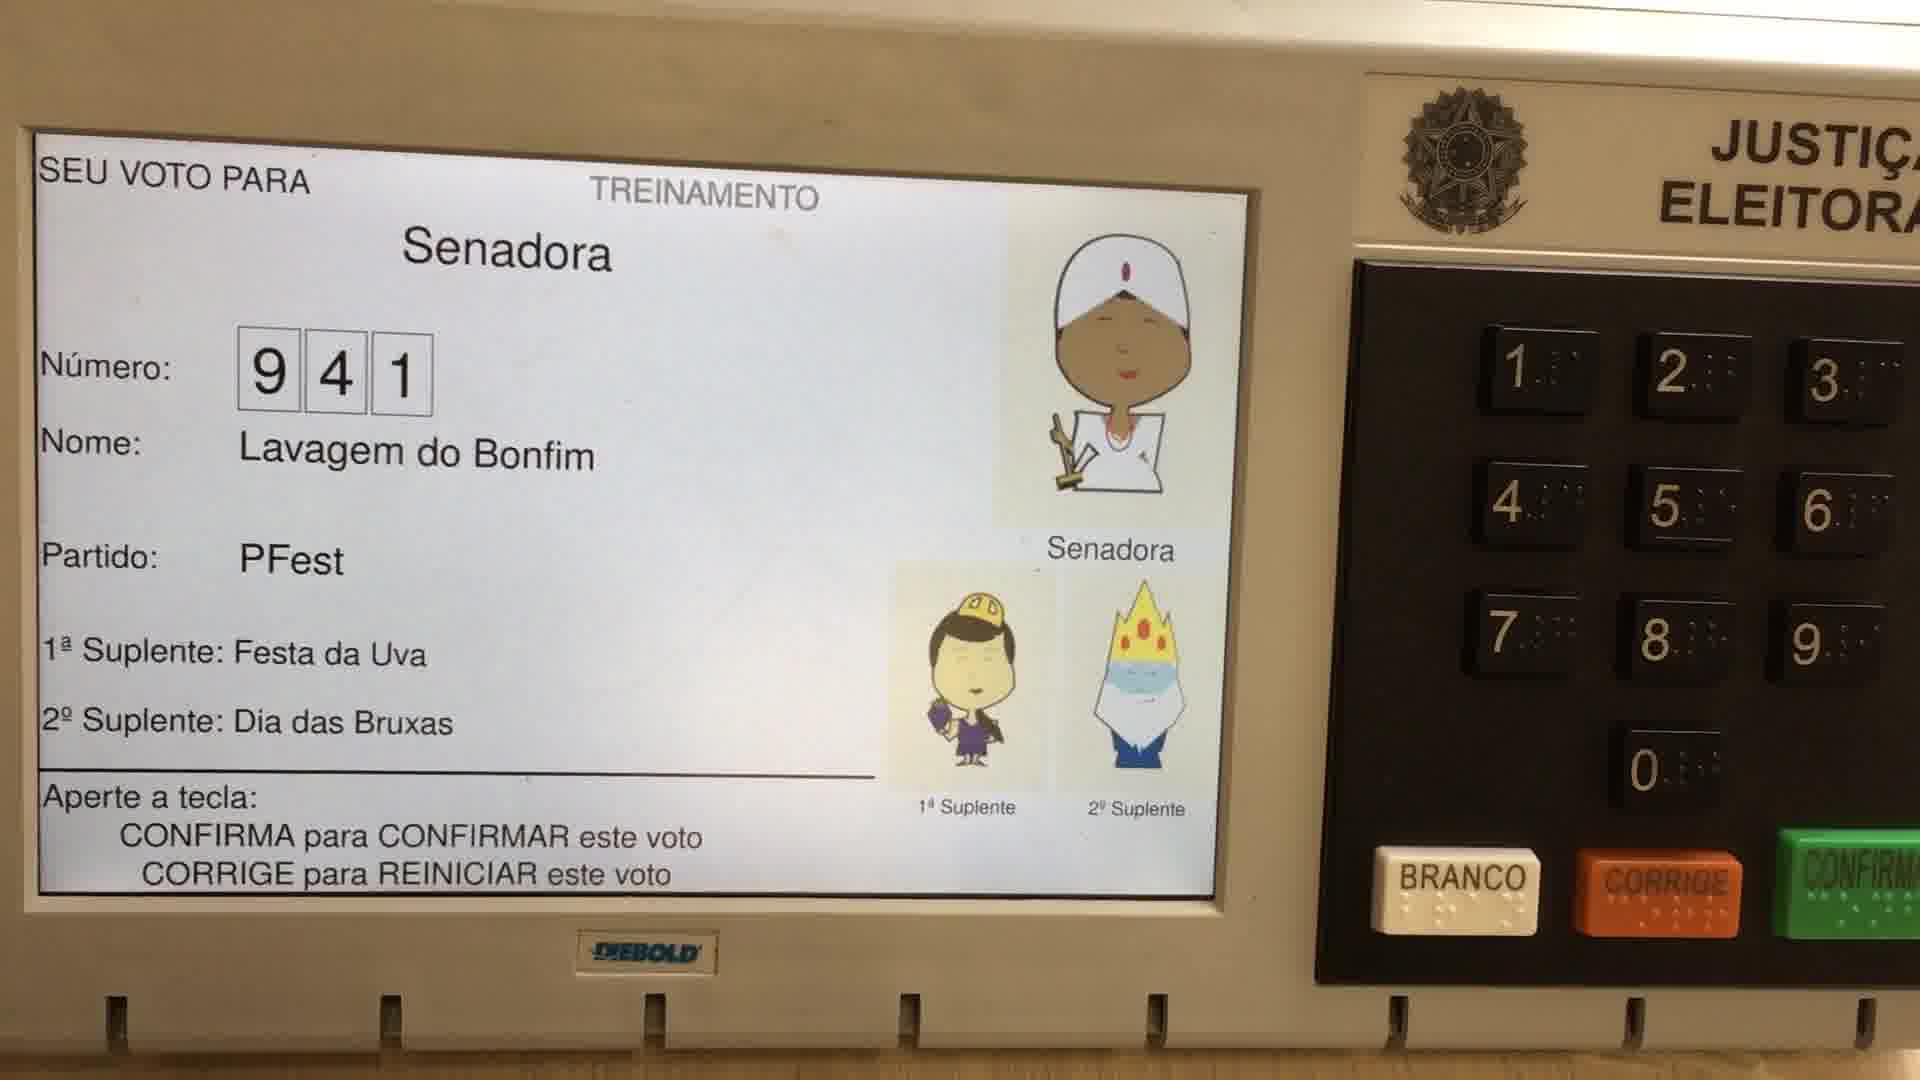 SEU VOTO PARA
TREINAMENTO
Senadora
Número: 9 4 1
Nome: Lavagem do Bonfim
Partido: PFest
1ª Suplente: Festa da Uva
2º Suplente: Dia das Bruxas
Aperte a tecla:
CONFIRMA para CONFIRMAR este voto
CORRIGE para REINICIAR este voto
Senadora
1ª Suplente
2º Suplente
DIEBOLD
JUSTIÇA
ELEITORA
1 2 3
4 5 6
7 8 9
0
BRANCO CORRIGE CONFIRMA